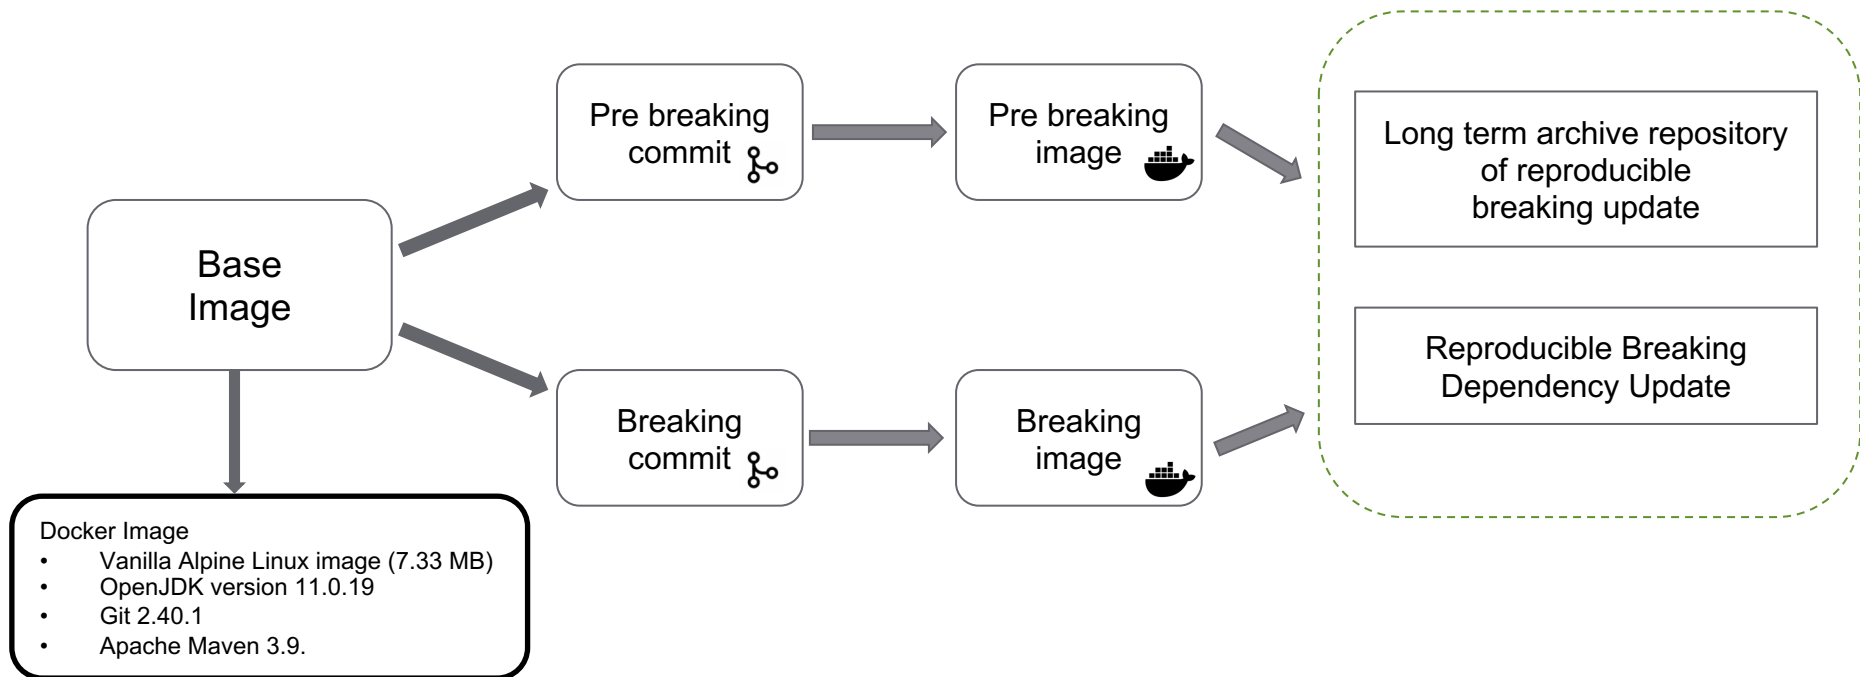 Base
Image
Pre breaking
commit
Pre breaking
image
Breaking
commit
Breaking
image
Long term archive repository
of reproducible
breaking update
Reproducible Breaking
Dependency Update
Docker Image
• Vanilla Alpine Linux image (7.33 MB)
• OpenJDK version 11.0.19
• Git 2.40.1
• Apache Maven 3.9.